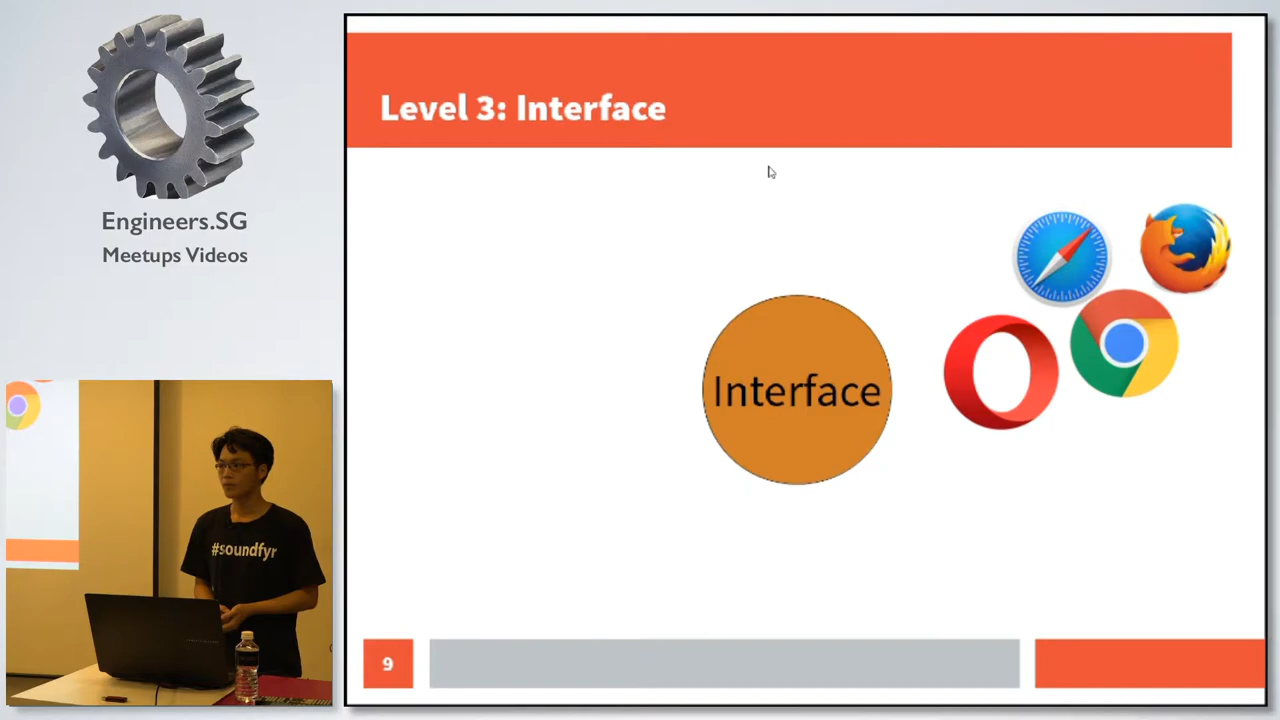 Engineers.SG
Meetups Videos
Level 3: Interface
Interface
#soundfyr
9